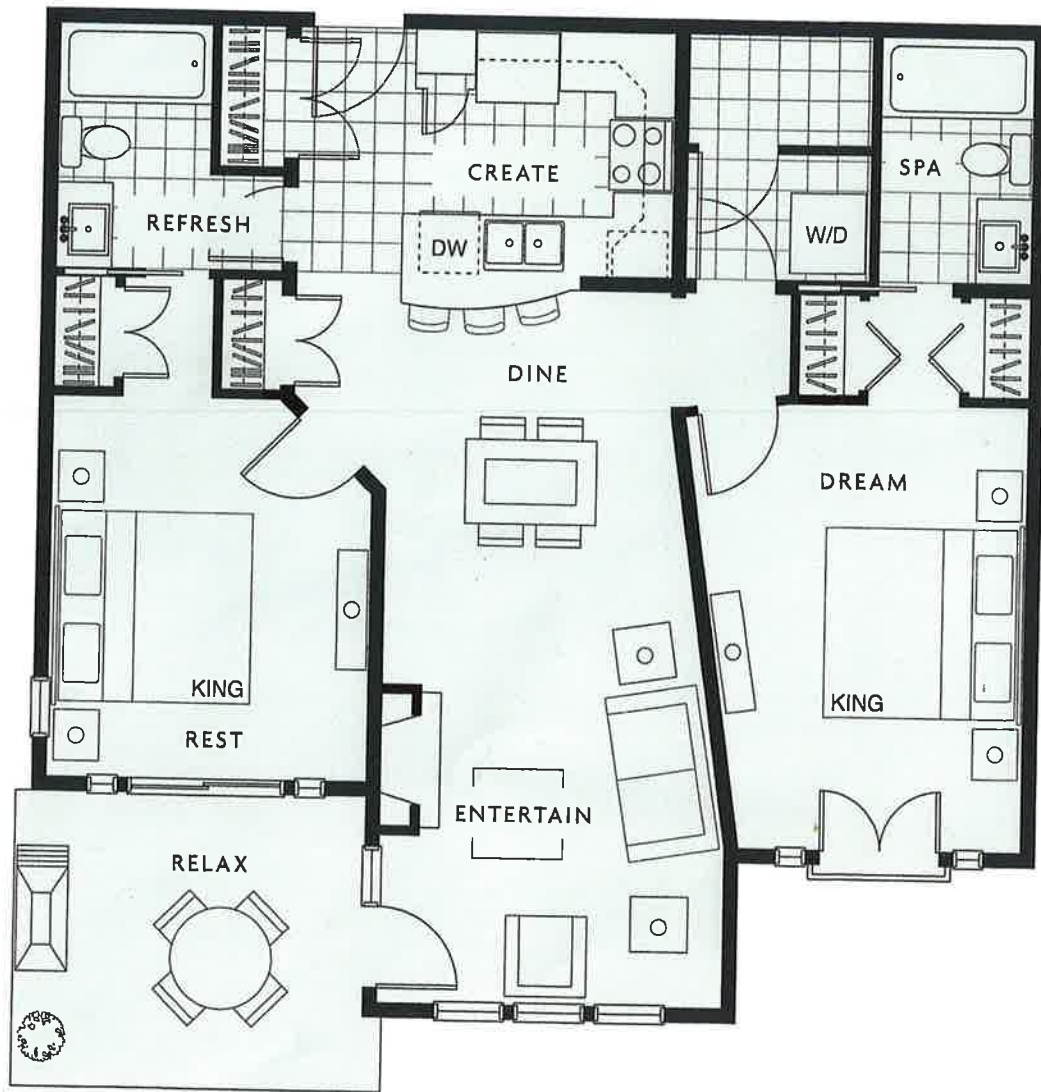 CREATE
SPA
REFRESH
DW
W/D
DINE
DREAM
KING
KING
REST
ENTERTAIN
RELAX